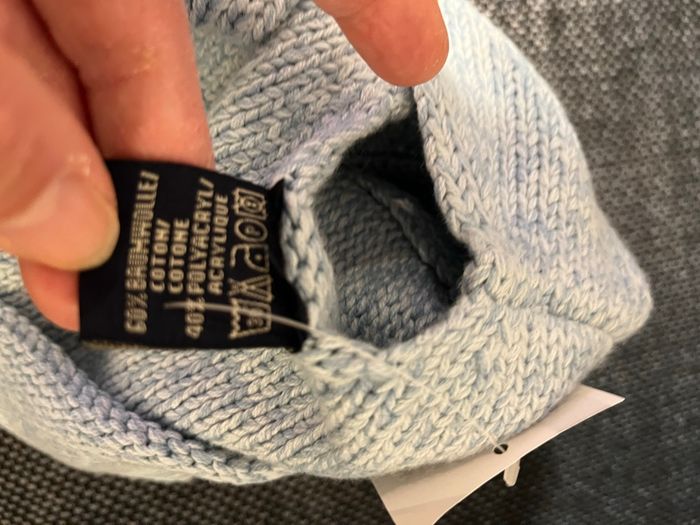 60% BAUMWOLLE/
COTON/
COTONE
40% POLYACRYL/
ACRYLIQUE